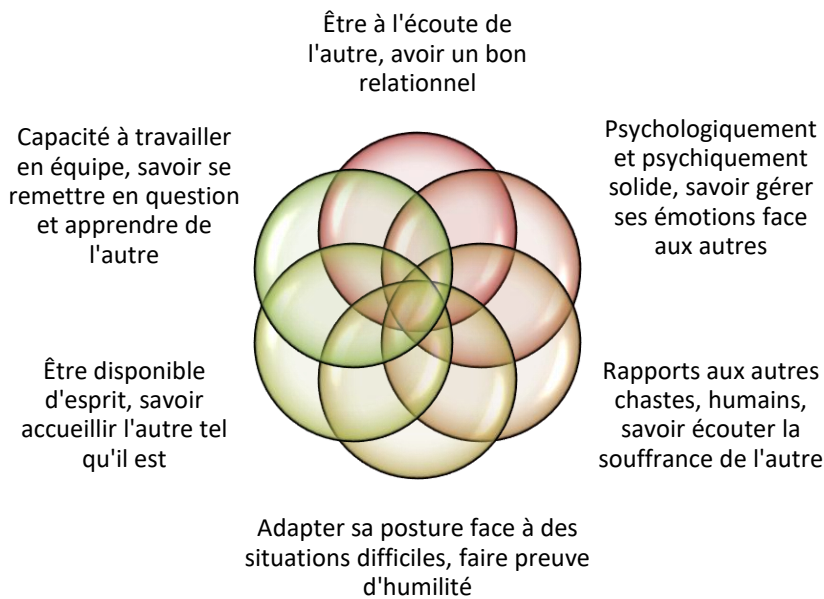 Être à l'écoute de
l'autre, avoir un bon
relationnel
Psychologiquement
et psychiquement
solide, savoir gérer
ses émotions face
aux autres
Rapports aux autres
chastes, humains,
savoir écouter la
souffrance de l'autre
Adapter sa posture face à des
situations difficiles, faire preuve
d'humilité
Être disponible
d'esprit, savoir
accueillir l'autre tel
qu'il est
Capacité à travailler
en équipe, savoir se
remettre en question
et apprendre de
l'autre